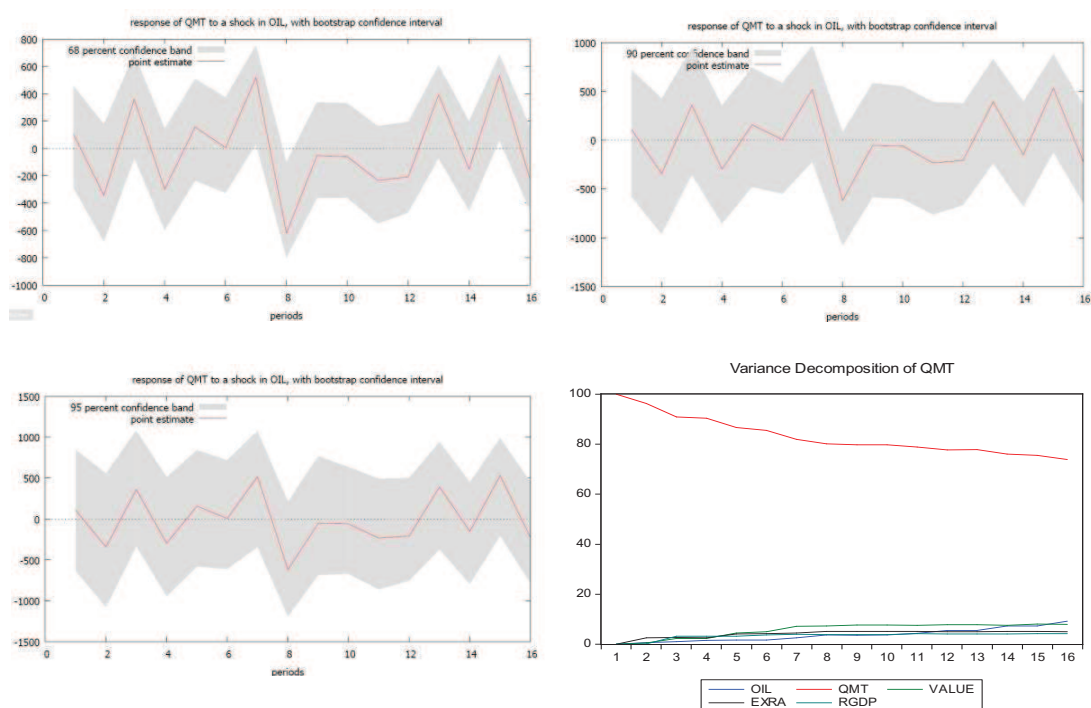 response of QMT to a shock in OIL, with bootstrap confidence interval
800
600
400
200
0
-200
-400
-600
-800
-1000
68 percent confidence band
point estimate
0 2 4 6 8 10 12 14 16
periods
response of QMT to a shock in OIL, with bootstrap confidence interval
1000
500
0
-500
-1000
-1500
90 percent confidence band
point estimate
0 2 4 6 8 10 12 14 16
periods
response of QMT to a shock in OIL, with bootstrap confidence interval
1500
1000
500
0
-500
-1000
-1500
95 percent confidence band
point estimate
0 2 4 6 8 10 12 14 16
periods
Variance Decomposition of QMT
100
80
60
40
20
0
1 2 3 4 5 6 7 8 9 10 11 12 13 14 15 16
OIL QMT VALUE
EXRA RGDP